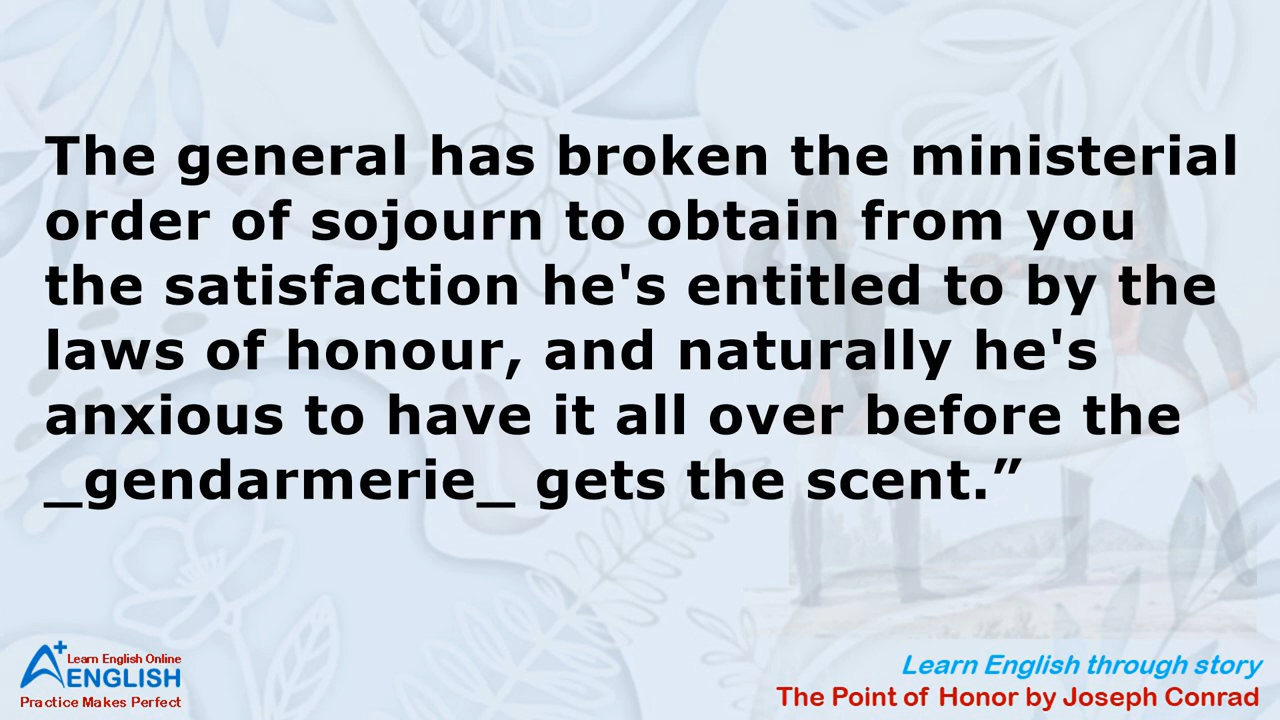 The general has broken the ministerial
order of sojourn to obtain from you
the satisfaction he's entitled to by the
laws of honour, and naturally he's
anxious to have it all over before the
_gendarmerie_ gets the scent.”
A+ Learn English Online
ENGLISH
Practice Makes Perfect
Learn English through story
The Point of Honor by Joseph Conrad